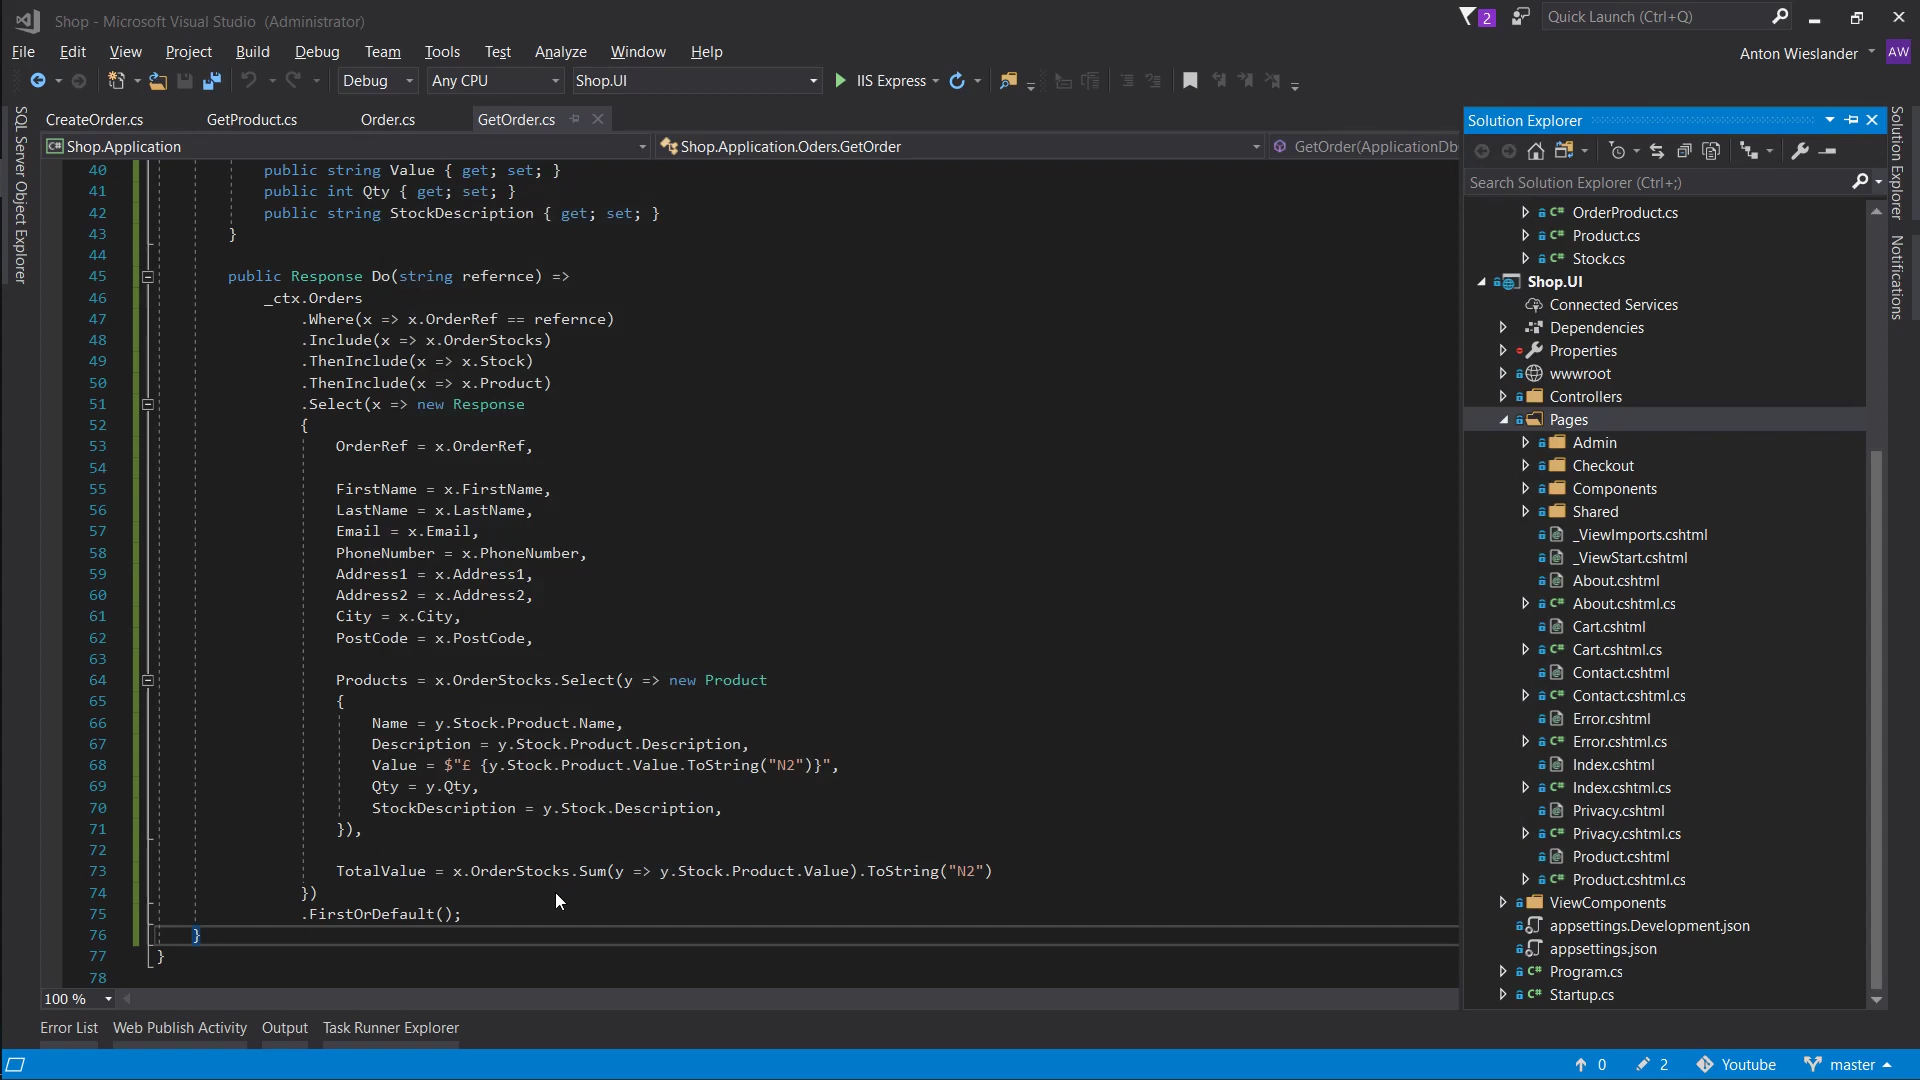 Shop - Microsoft Visual Studio (Administrator)
2
Quick Launch (Ctrl+Q)
File Edit View Project Build Debug Team Tools Test Analyze Window Help
Anton Wieslander AW
Debug Any CPU Shop.UI IIS Express
SQL Server Object Explorer
CreateOrder.cs GetProduct.cs Order.cs GetOrder.cs
C# Shop.Application Shop.Application.Oders.GetOrder GetOrder(ApplicationDb
40 public string Value { get; set; }
41 public int Qty { get; set; }
42 public string StockDescription { get; set; }
43 }
44
45 public Response Do(string refernce) =>
46 _ctx.Orders
47 .Where(x => x.OrderRef == refernce)
48 .Include(x => x.OrderStocks)
49 .ThenInclude(x => x.Stock)
50 .ThenInclude(x => x.Product)
51 .Select(x => new Response
52 {
53 OrderRef = x.OrderRef,
54
55 FirstName = x.FirstName,
56 LastName = x.LastName,
57 Email = x.Email,
58 PhoneNumber = x.PhoneNumber,
59 Address1 = x.Address1,
60 Address2 = x.Address2,
61 City = x.City,
62 PostCode = x.PostCode,
63
64 Products = x.OrderStocks.Select(y => new Product
65 {
66 Name = y.Stock.Product.Name,
67 Description = y.Stock.Product.Description,
68 Value = $"£ {y.Stock.Product.Value.ToString("N2")}",
69 Qty = y.Qty,
70 StockDescription = y.Stock.Description,
71 }),
72
73 TotalValue = x.OrderStocks.Sum(y => y.Stock.Product.Value).ToString("N2")
74 })
75 .FirstOrDefault();
76 }
77 }
78
100 %
Solution Explorer
Search Solution Explorer (Ctrl+;)
C# OrderProduct.cs
C# Product.cs
C# Stock.cs
Shop.UI
Connected Services
Dependencies
Properties
wwwroot
Controllers
Pages
Admin
Checkout
Components
Shared
_ViewImports.cshtml
_ViewStart.cshtml
About.cshtml
C# About.cshtml.cs
Cart.cshtml
C# Cart.cshtml.cs
Contact.cshtml
C# Contact.cshtml.cs
Error.cshtml
C# Error.cshtml.cs
Index.cshtml
C# Index.cshtml.cs
Privacy.cshtml
C# Privacy.cshtml.cs
Product.cshtml
C# Product.cshtml.cs
ViewComponents
appsettings.Development.json
appsettings.json
C# Program.cs
C# Startup.cs
Solution Explorer
Notifications
Error List Web Publish Activity Output Task Runner Explorer
0 2 Youtube master